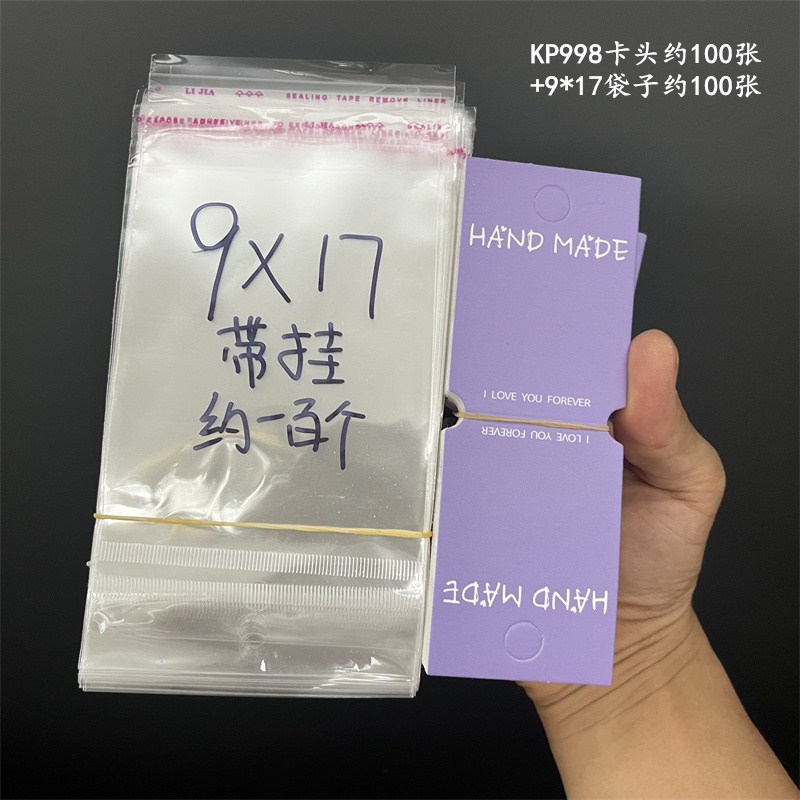 KP998卡头约100张
+9*17袋子约100张
LI JIA SEALING TAPE REMOVE LINER
9X17
带挂
约一百个
HAND MADE
I LOVE YOU FOREVER
I LOVE YOU FOREVER
HAND MADE